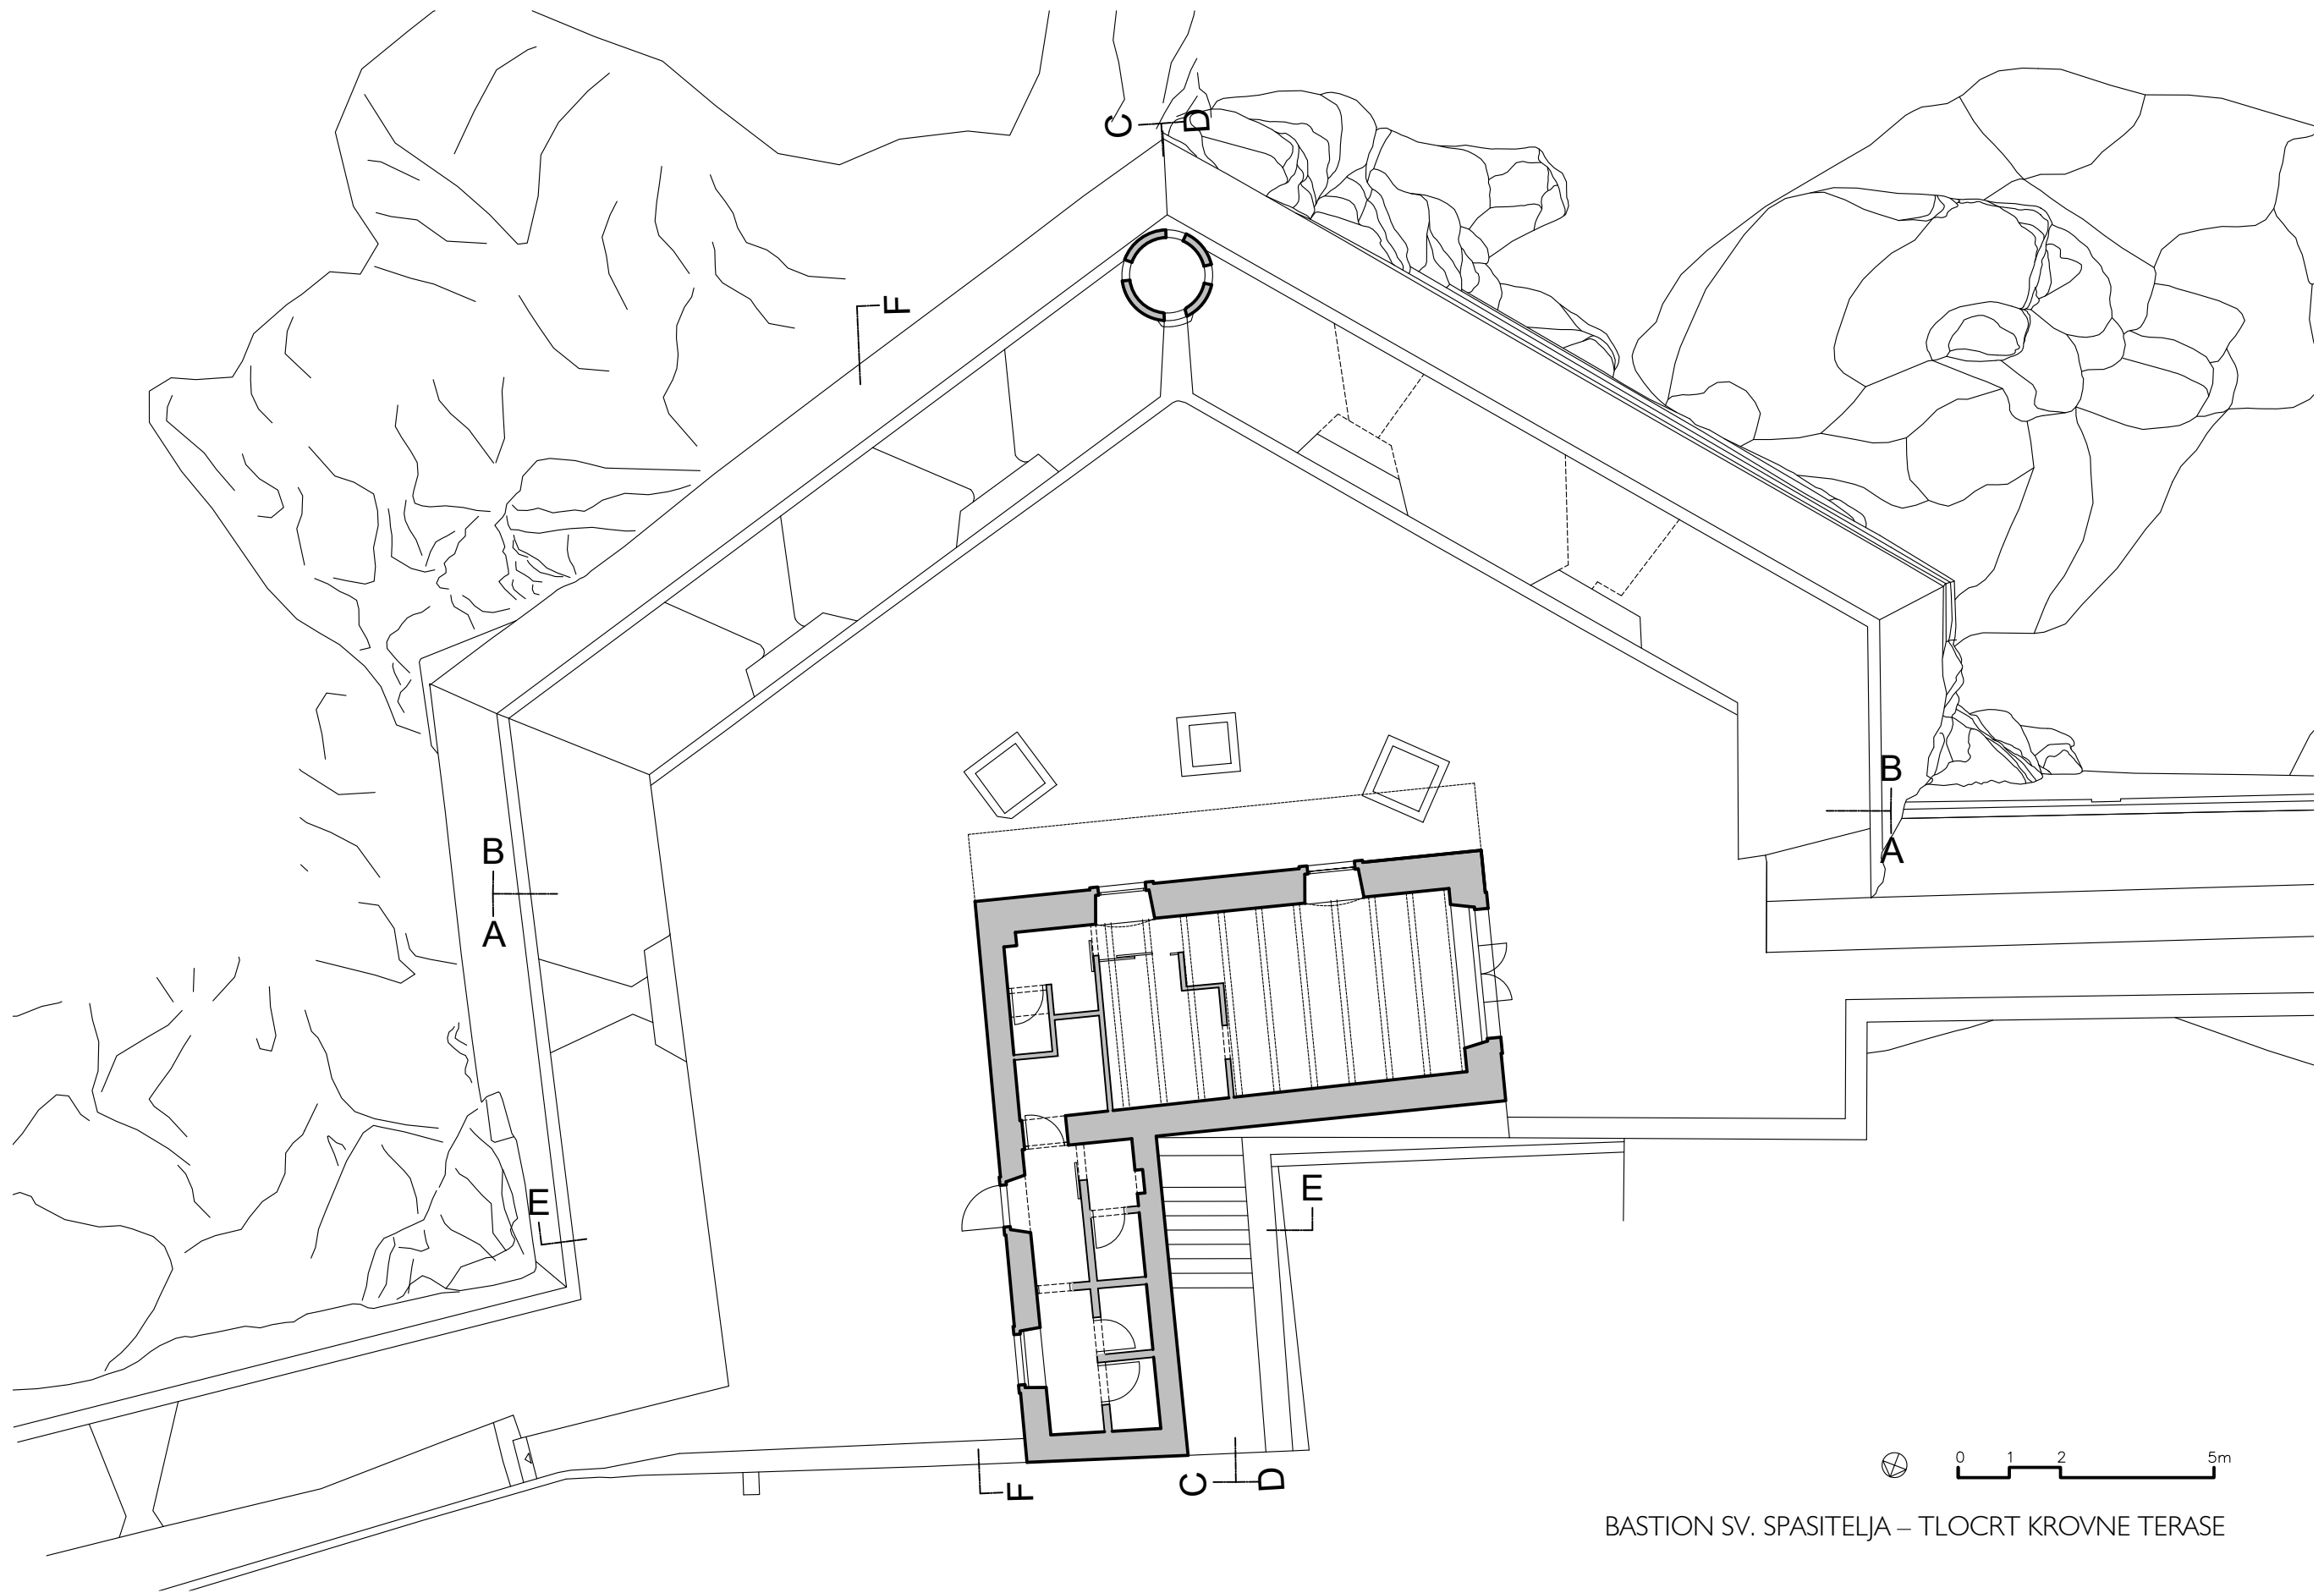 C D
F
B
B
A
A
E
E
F
C D
0 1 2 5m
BASTION SV. SPASITELJA – TLOCRT KROVNE TERASE